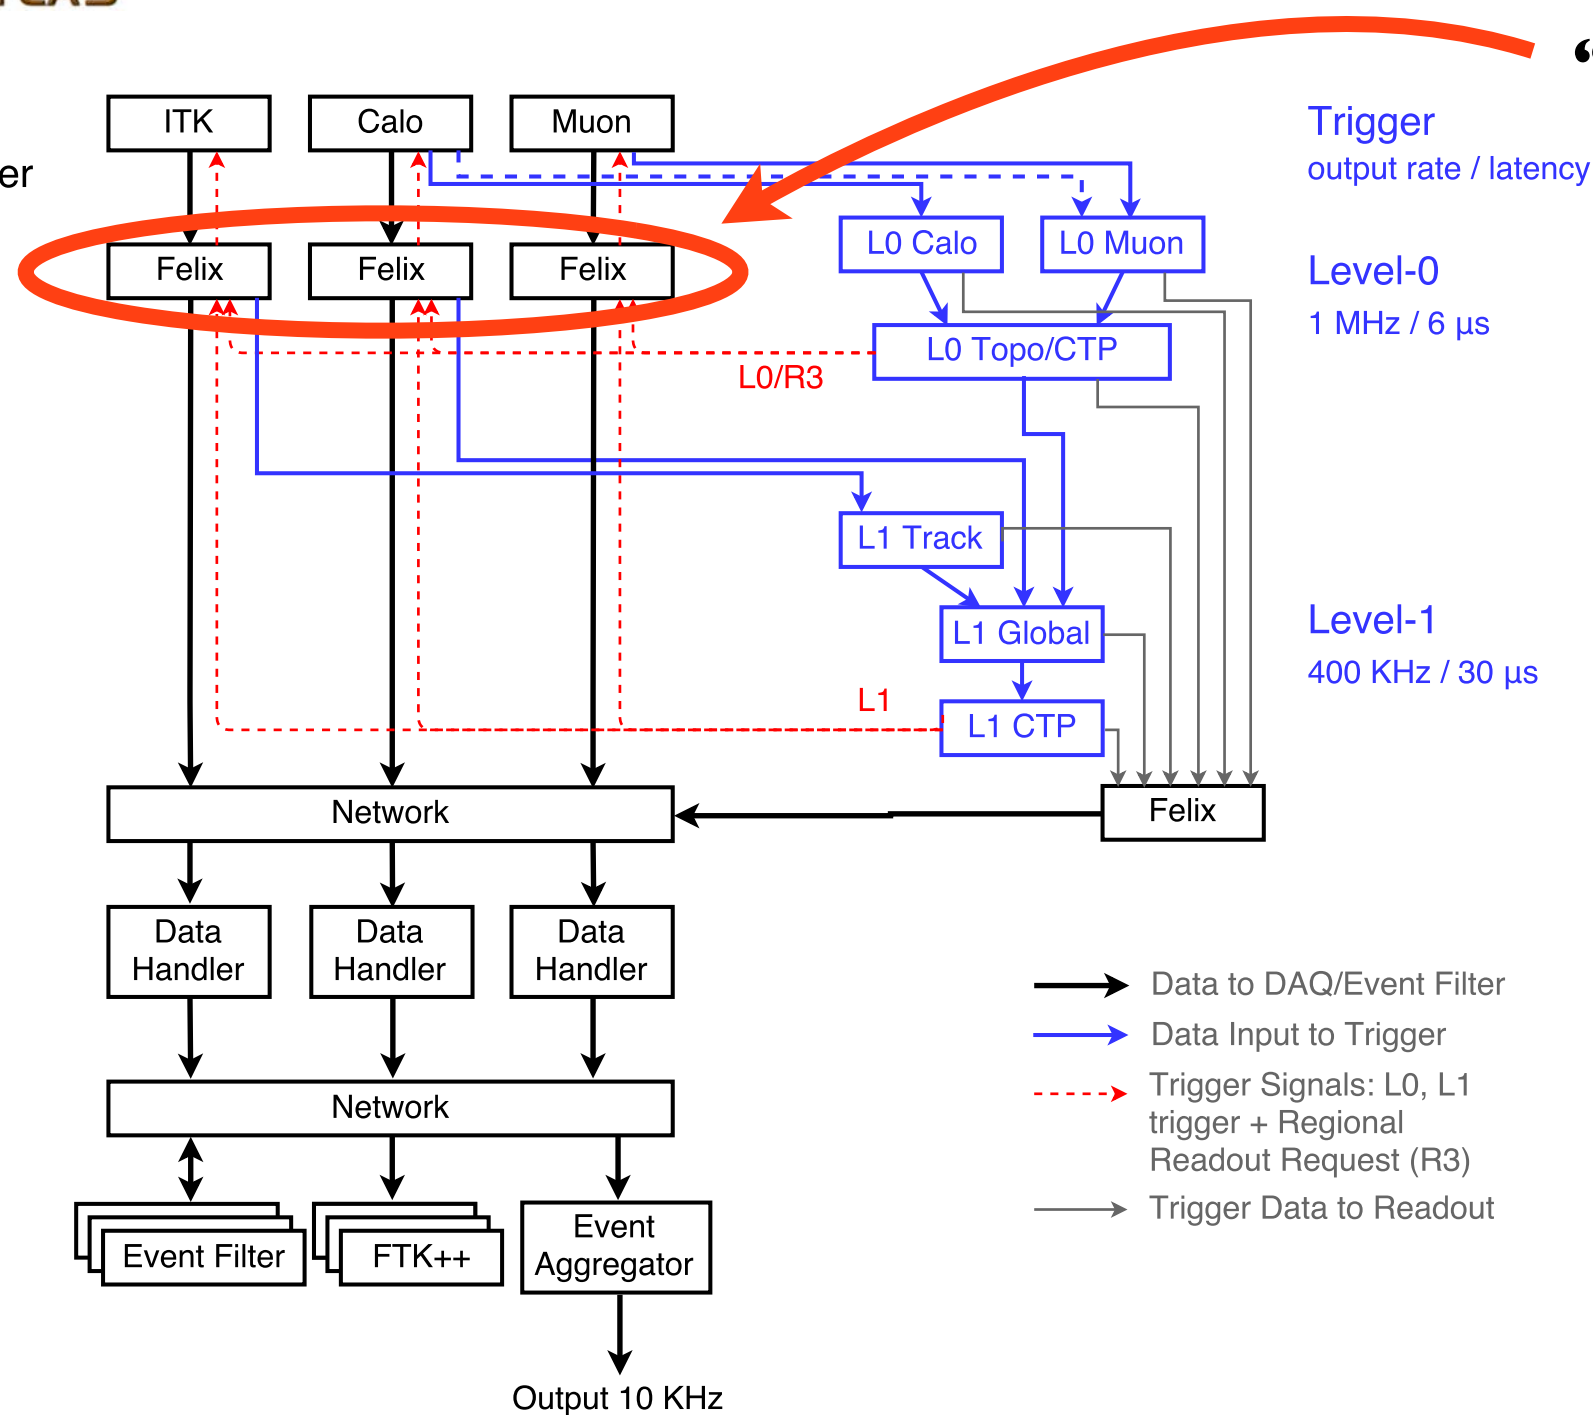 ITK
Calo
Muon
er
Trigger
output rate / latency
Felix
Felix
Felix
L0 Calo
L0 Muon
Level-0
1 MHz / 6 μs
L0 Topo/CTP
L0/R3
L1 Track
L1 Global
Level-1
400 KHz / 30 μs
L1
L1 CTP
Network
Felix
Data
Handler
Data
Handler
Data
Handler
Data to DAQ/Event Filter
Data Input to Trigger
Trigger Signals: L0, L1
trigger + Regional
Readout Request (R3)
Trigger Data to Readout
Network
Event Filter
FTK++
Event
Aggregator
Output 10 KHz